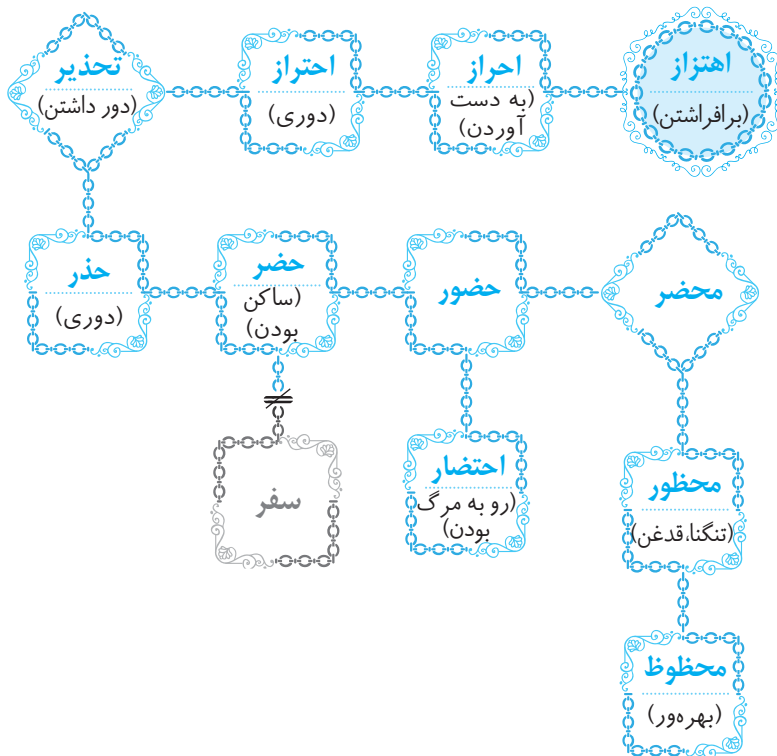 اهتزاز
(برافراشتن)
احراز
(به دست
آوردن)
احتراز
(دوری)
تحذیر
(دور داشتن)
حذر
(دوری)
حضر
(ساکن
بودن)
حضور
محضر
سفر
احتضار
(رو به مرگ
بودن)
محظور
(تنگنا،قدغن)
محظوظ
(بهره‌ور)